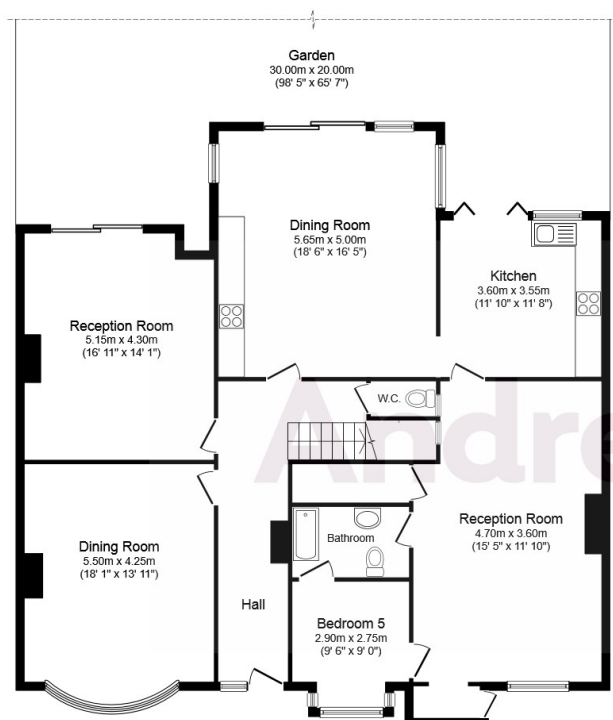 Garden
30.00m x 20.00m
(98' 5" x 65' 7")
Dining Room
5.65m x 5.00m
(18' 6" x 16' 5")
Kitchen
3.60m x 3.55m
(11' 10" x 11' 8")
Reception Room
5.15m x 4.30m
(16' 11" x 14' 1")
W.C.
Andre
Reception Room
4.70m x 3.60m
(15' 5" x 11' 10")
Bathroom
Dining Room
5.50m x 4.25m
(18' 1" x 13' 11")
Hall
Bedroom 5
2.90m x 2.75m
(9' 6" x 9' 0")